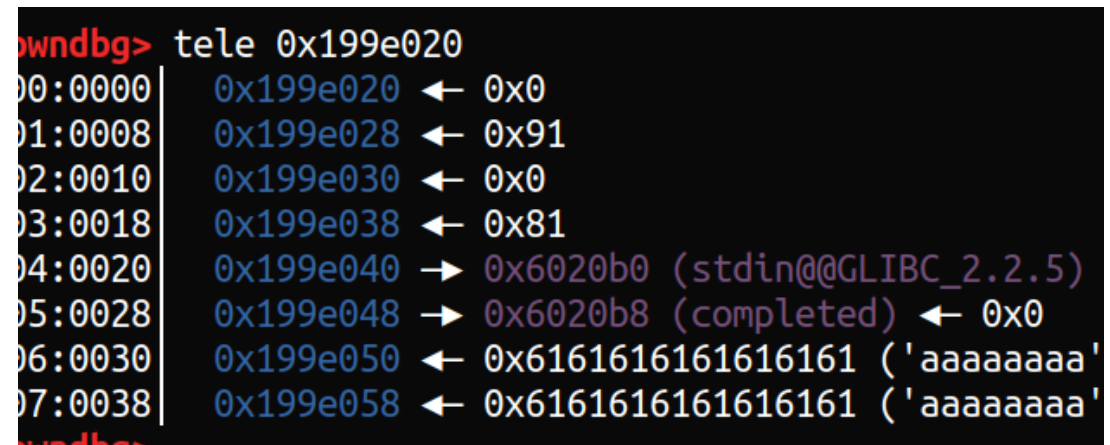 pwndbg> tele 0x199e020
00:0000│ 0x199e020 ◂— 0x0
01:0008│ 0x199e028 ◂— 0x91
02:0010│ 0x199e030 ◂— 0x0
03:0018│ 0x199e038 ◂— 0x81
04:0020│ 0x199e040 —▸ 0x6020b0 (stdin@@GLIBC_2.2.5)
05:0028│ 0x199e048 —▸ 0x6020b8 (completed) ◂— 0x0
06:0030│ 0x199e050 ◂— 0x6161616161616161 ('aaaaaaaa'
07:0038│ 0x199e058 ◂— 0x6161616161616161 ('aaaaaaaa'